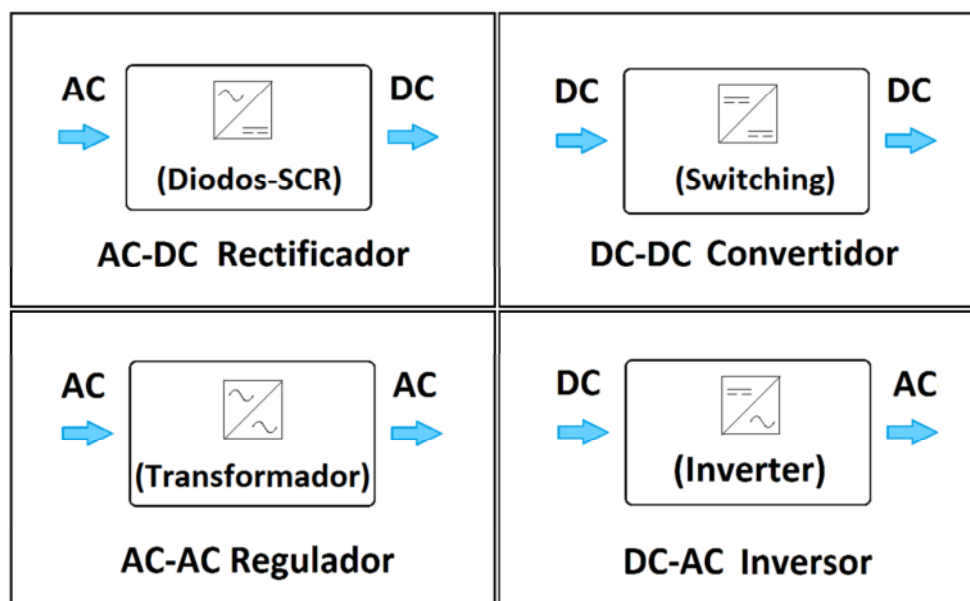 AC
DC
(Diodos-SCR)
AC-DC Rectificador
DC
DC
(Switching)
DC-DC Convertidor
AC
AC
(Transformador)
AC-AC Regulador
DC
AC
(Inverter)
DC-AC Inversor